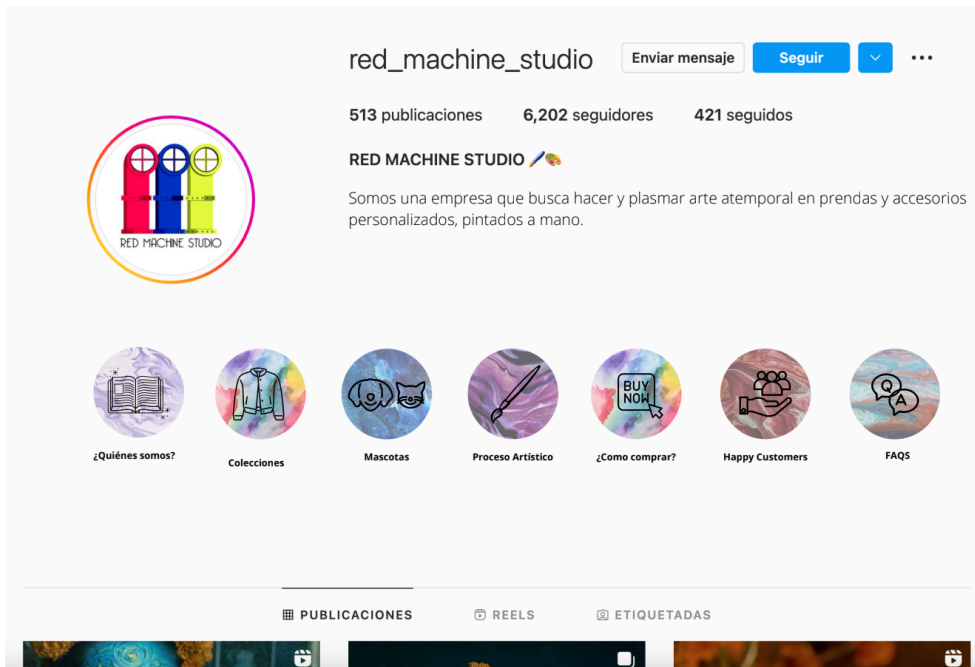 red_machine_studio Enviar mensaje Seguir
513 publicaciones 6,202 seguidores 421 seguidos
RED MACHINE STUDIO
Somos una empresa que busca hacer y plasmar arte atemporal en prendas y accesorios
personalizados, pintados a mano.
RED MACHINE STUDIO
BUY
NOW
Q
A
¿Quiénes somos? Colecciones Mascotas Proceso Artístico ¿Como comprar? Happy Customers FAQS
PUBLICACIONES REELS ETIQUETADAS